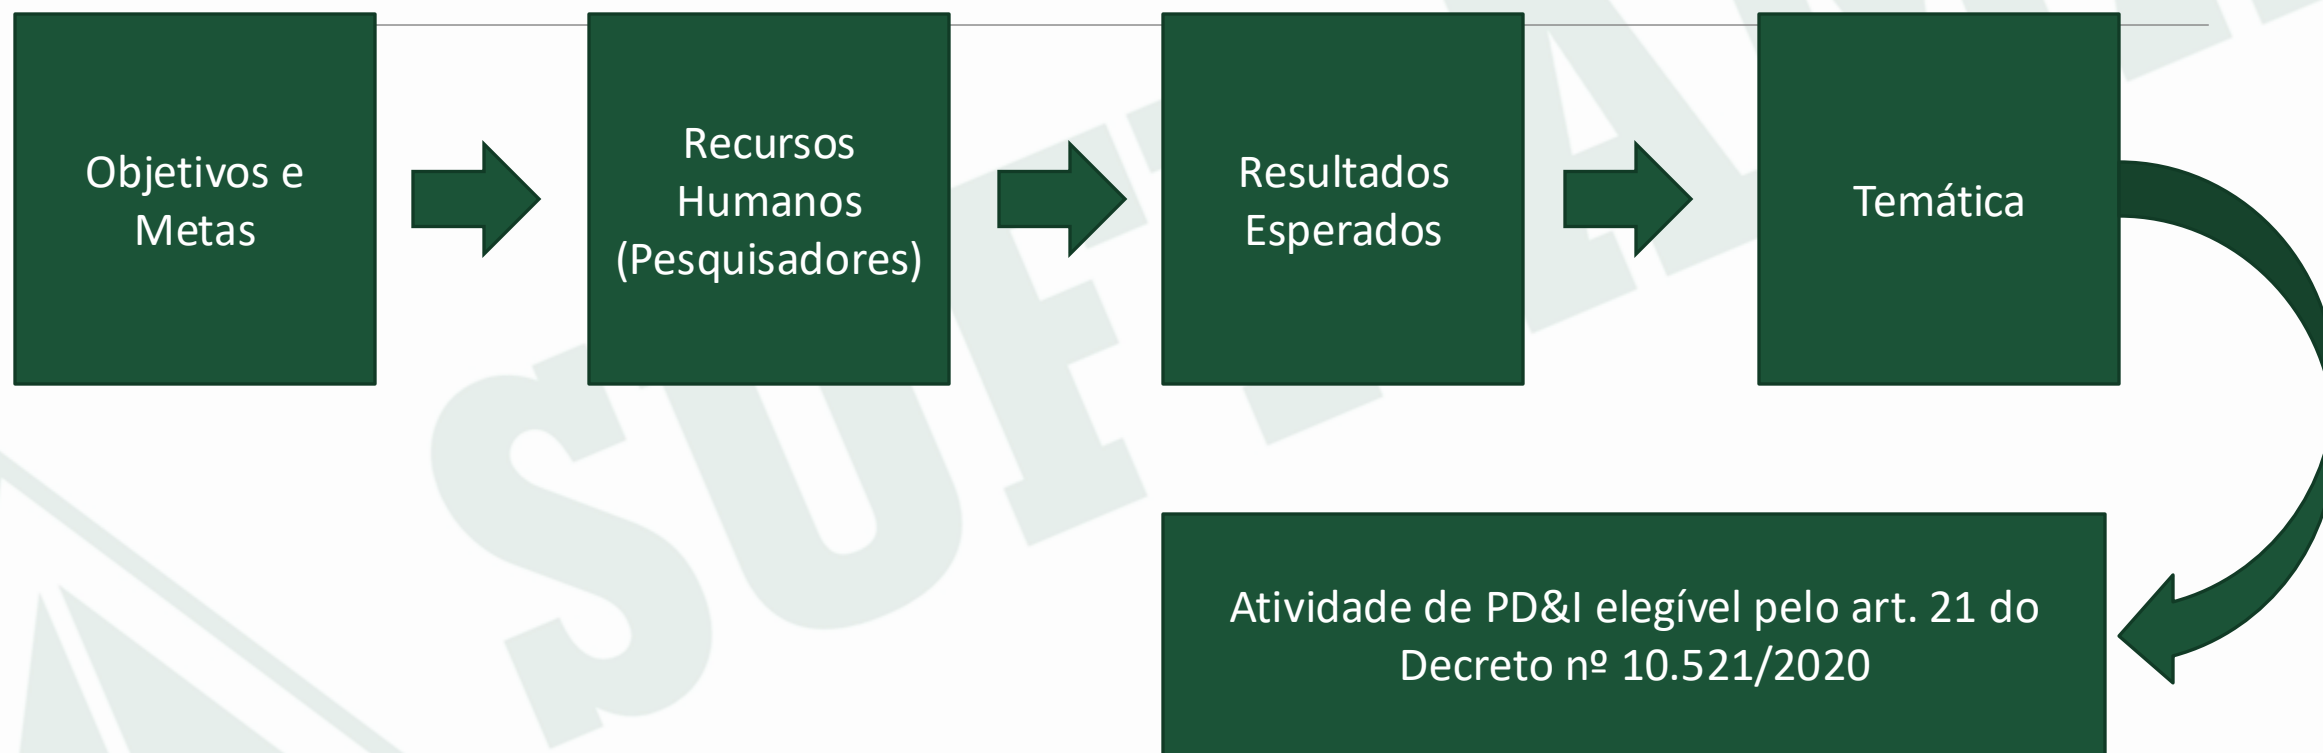 Objetivos e
Metas
Recursos
Humanos
(Pesquisadores)
Resultados
Esperados
Temática
Atividade de PD&I elegível pelo art. 21 do
Decreto nº 10.521/2020